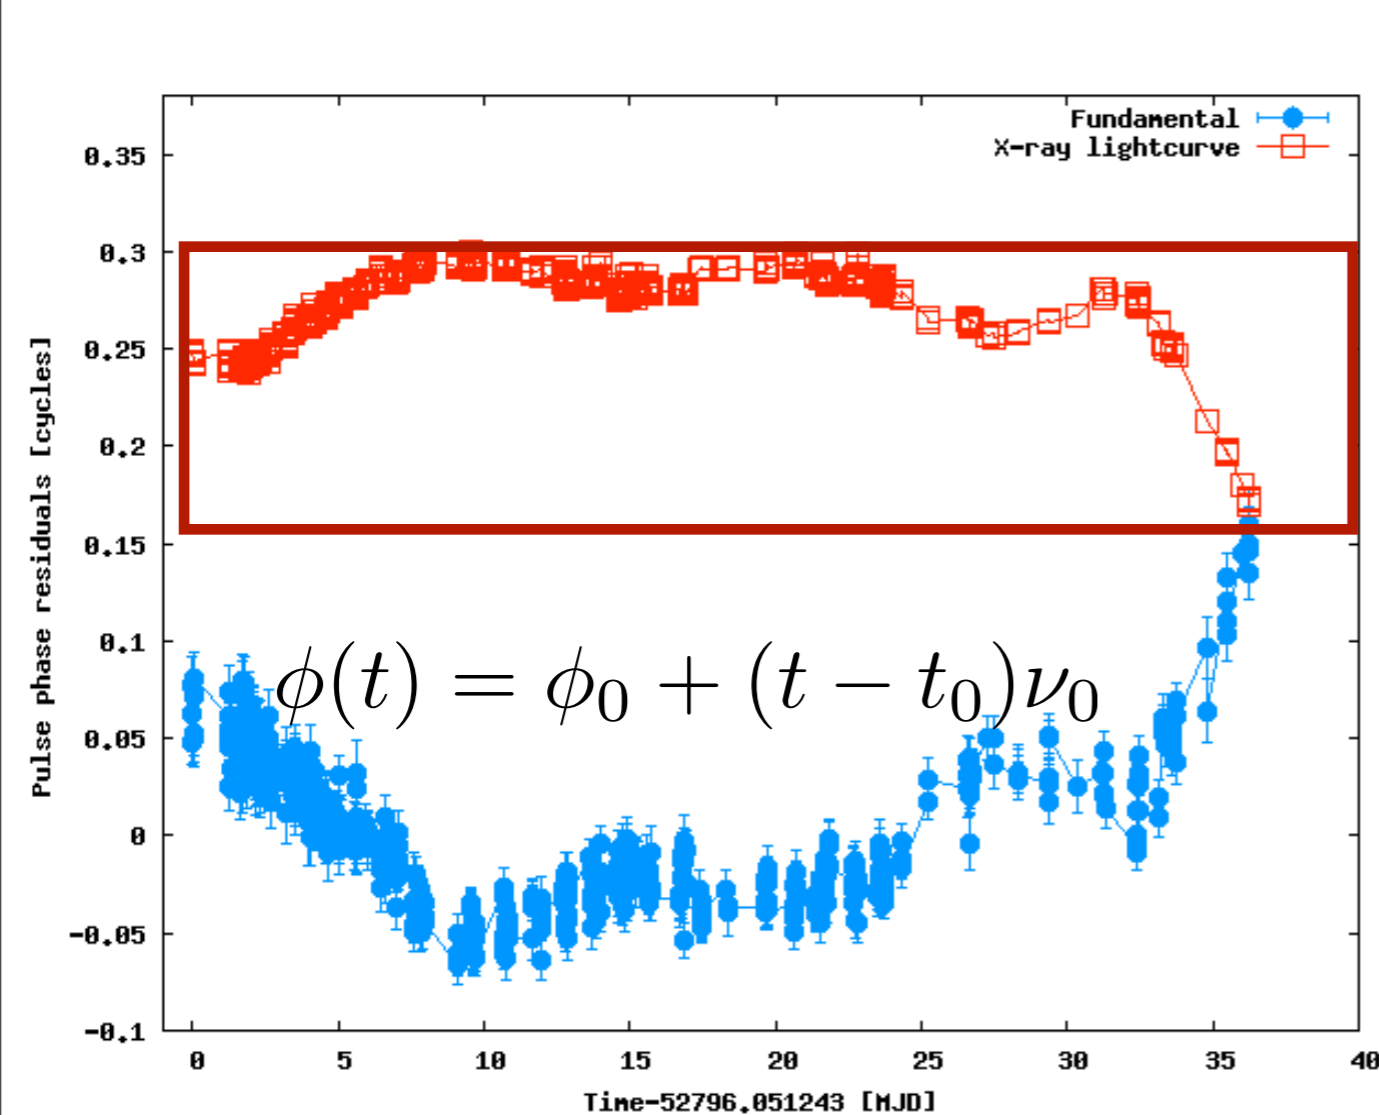 Fundamental
X-ray lightcurve
0.35
0.3
0.25
0.2
0.15
0.1
0.05
0
-0.05
-0.1
Pulse phase residuals [cycles]
ϕ(t) = ϕ₀ + (t − t₀)ν₀
0 5 10 15 20 25 30 35 40
Time-52796.051243 [MJD]